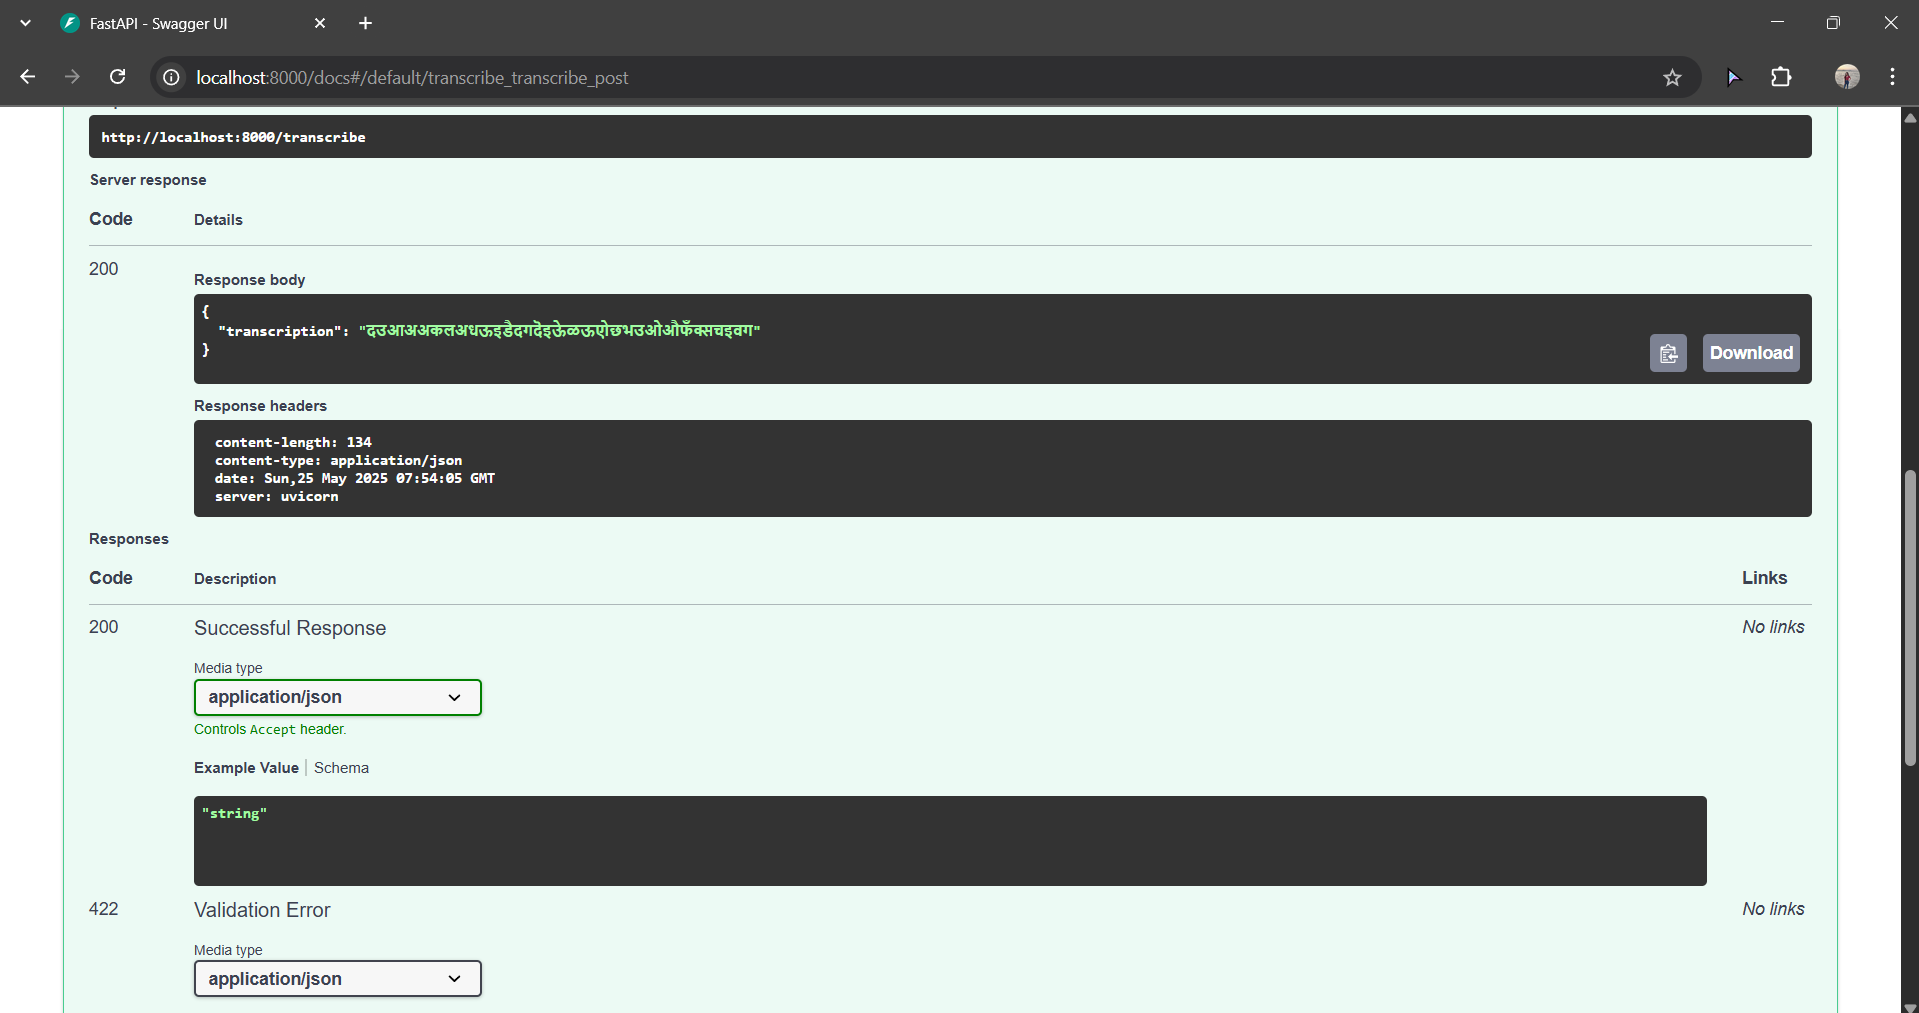 FastAPI - Swagger UI
localhost:8000/docs#/default/transcribe_transcribe_post
http://localhost:8000/transcribe
Server response
Code Details
200
Response body
{
"transcription": "दउआअअकलअधऊइडैदगदेइऊेळऊऐोछभउओऔफँक्सचइवग"
}
Download
Response headers
content-length: 134
content-type: application/json
date: Sun,25 May 2025 07:54:05 GMT
server: uvicorn
Responses
Code Description Links
200 Successful Response No links
Media type
application/json
Controls Accept header.
Example Value | Schema
"string"
422 Validation Error No links
Media type
application/json